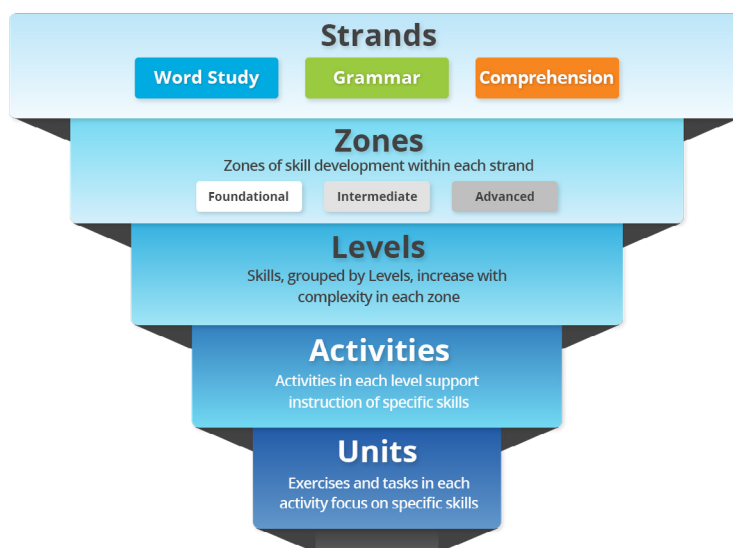 Strands
Word Study Grammar Comprehension
Zones
Zones of skill development within each strand
Foundational Intermediate Advanced
Levels
Skills, grouped by Levels, increase with
complexity in each zone
Activities
Activities in each level support
instruction of specific skills
Units
Exercises and tasks in each
activity focus on specific skills